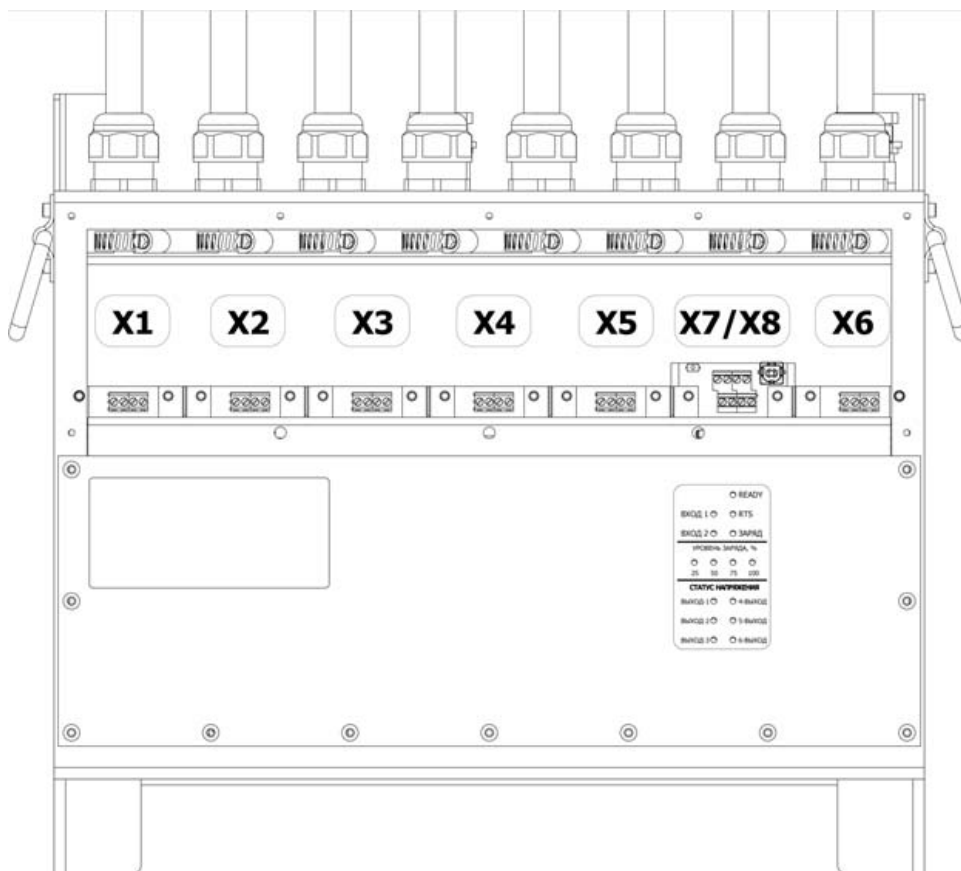 X1 X2 X3 X4 X5 X7/X8 X6
READY
ВХОД 1 RTS
ВХОД 2 ЗАРЯД
УРОВЕНЬ ЗАРЯДА, %
25 50 75 100
СТАТУС НАПРЯЖЕНИЯ
ВЫХОД 1 4-ВЫХОД
ВЫХОД 2 5-ВЫХОД
ВЫХОД 3 6-ВЫХОД